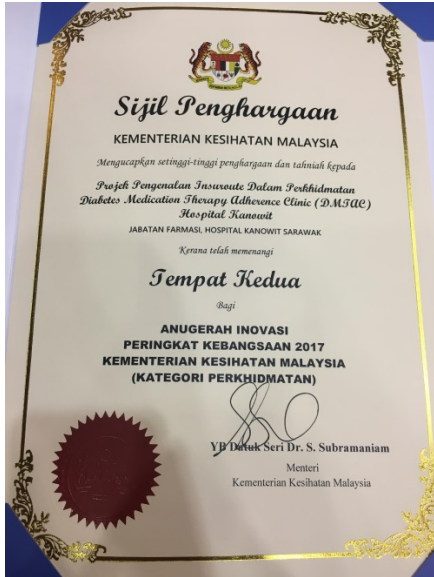 Sijil Penghargaan
KEMENTERIAN KESIHATAN MALAYSIA
Mengucapkan setinggi-tinggi penghargaan dan tahniah kepada
Projek Pengenalan Insuroute Dalam Perkhidmatan
Diabetes Medication Therapy Adherence Clinic (DMTAC)
Hospital Kanowit
JABATAN FARMASI, HOSPITAL KANOWIT SARAWAK
Kerana telah memenangi
Tempat Kedua
Bagi
ANUGERAH INOVASI
PERINGKAT KEBANGSAAN 2017
KEMENTERIAN KESIHATAN MALAYSIA
(KATEGORI PERKHIDMATAN)
YB Datuk Seri Dr. S. Subramaniam
Menteri
Kementerian Kesihatan Malaysia